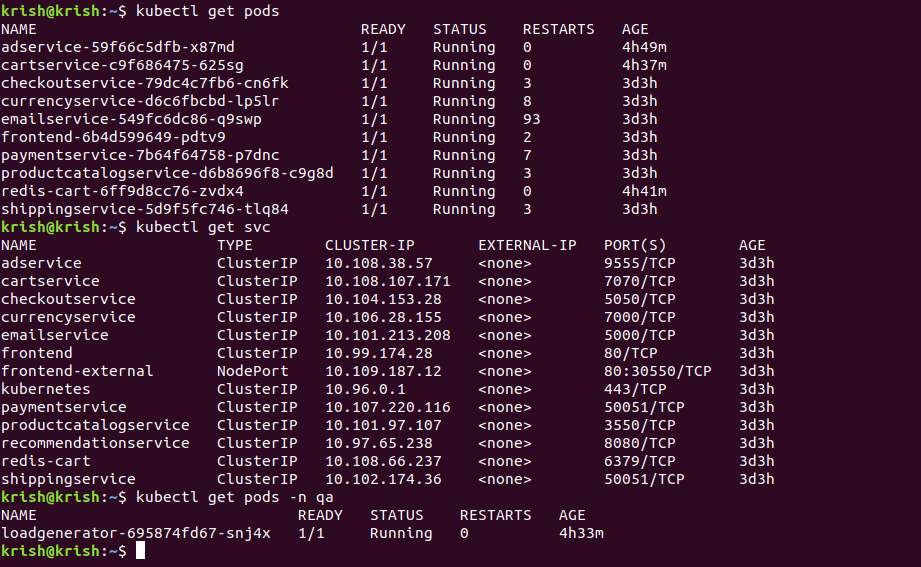 krish@krish:~$ kubectl get pods
NAME READY STATUS RESTARTS AGE
adservice-59f66c5dfb-x87md 1/1 Running 0 4h49m
cartservice-c9f686475-625sg 1/1 Running 0 4h37m
checkoutservice-79dc4c7fb6-cn6fk 1/1 Running 3 3d3h
currencyservice-d6c6fbcbd-lp5lr 1/1 Running 8 3d3h
emailservice-549fc6dc86-q9swp 1/1 Running 93 3d3h
frontend-6b4d599649-pdtv9 1/1 Running 2 3d3h
paymentservice-7b64f64758-p7dnc 1/1 Running 7 3d3h
productcatalogservice-d6b8696f8-c9g8d 1/1 Running 3 3d3h
redis-cart-6ff9d8cc76-zvdx4 1/1 Running 0 4h41m
shippingservice-5d9f5fc746-tlq84 1/1 Running 3 3d3h
krish@krish:~$ kubectl get svc
NAME TYPE CLUSTER-IP EXTERNAL-IP PORT(S) AGE
adservice ClusterIP 10.108.38.57 <none> 9555/TCP 3d3h
cartservice ClusterIP 10.108.107.171 <none> 7070/TCP 3d3h
checkoutservice ClusterIP 10.104.153.28 <none> 5050/TCP 3d3h
currencyservice ClusterIP 10.106.28.155 <none> 7000/TCP 3d3h
emailservice ClusterIP 10.101.213.208 <none> 5000/TCP 3d3h
frontend ClusterIP 10.99.174.28 <none> 80/TCP 3d3h
frontend-external NodePort 10.109.187.12 <none> 80:30550/TCP 3d3h
kubernetes ClusterIP 10.96.0.1 <none> 443/TCP 3d3h
paymentservice ClusterIP 10.107.220.116 <none> 50051/TCP 3d3h
productcatalogservice ClusterIP 10.101.97.107 <none> 3550/TCP 3d3h
recommendationservice ClusterIP 10.97.65.238 <none> 8080/TCP 3d3h
redis-cart ClusterIP 10.108.66.237 <none> 6379/TCP 3d3h
shippingservice ClusterIP 10.102.174.36 <none> 50051/TCP 3d3h
krish@krish:~$ kubectl get pods -n qa
NAME READY STATUS RESTARTS AGE
loadgenerator-695874fd67-snj4x 1/1 Running 0 4h33m
krish@krish:~$